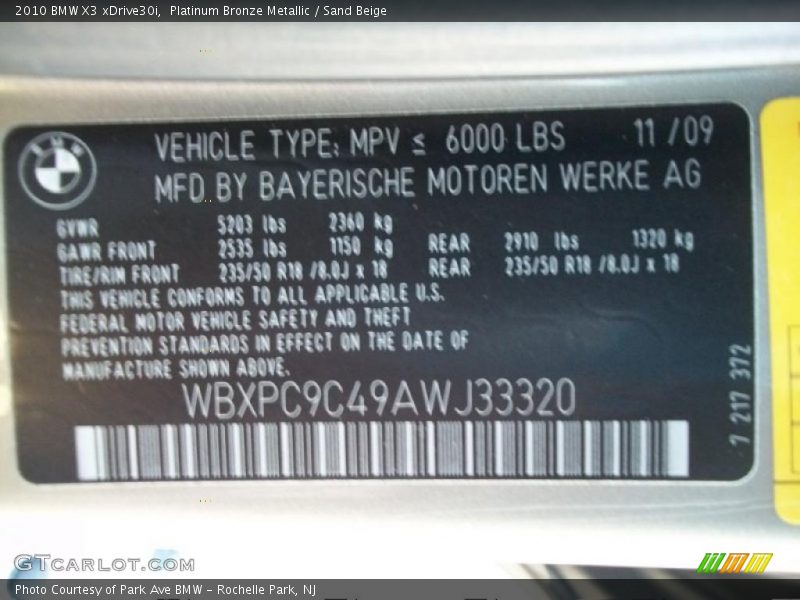 2010 BMW X3 xDrive30i, Platinum Bronze Metallic / Sand Beige
BMW
VEHICLE TYPE: MPV ≤ 6000 LBS 11 /09
MFD BY BAYERISCHE MOTOREN WERKE AG
GVWR 5203 lbs 2360 kg
GAWR FRONT 2535 lbs 1150 kg REAR 2910 lbs 1320 kg
TIRE/RIM FRONT 235/50 R18 /8.0J x 18 REAR 235/50 R18 /8.0J x 18
THIS VEHICLE CONFORMS TO ALL APPLICABLE U.S.
FEDERAL MOTOR VEHICLE SAFETY AND THEFT
PREVENTION STANDARDS IN EFFECT ON THE DATE OF
MANUFACTURE SHOWN ABOVE.
WBXPC9C49AWJ33320
7 217 372
GTCARLOT.COM
Photo Courtesy of Park Ave BMW - Rochelle Park, NJ